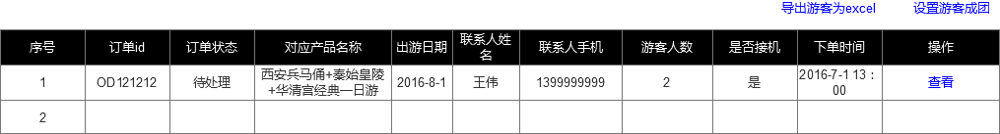 导出游客为excel 设置游客成团
序号 订单id 订单状态 对应产品名称 出游日期 联系人姓名 联系人手机 游客人数 是否接机 下单时间 操作
1 OD121212 待处理 西安兵马俑+秦始皇陵+华清宫经典一日游 2016-8-1 王伟 1399999999 2 是 2016-7-1 13：00 查看
2